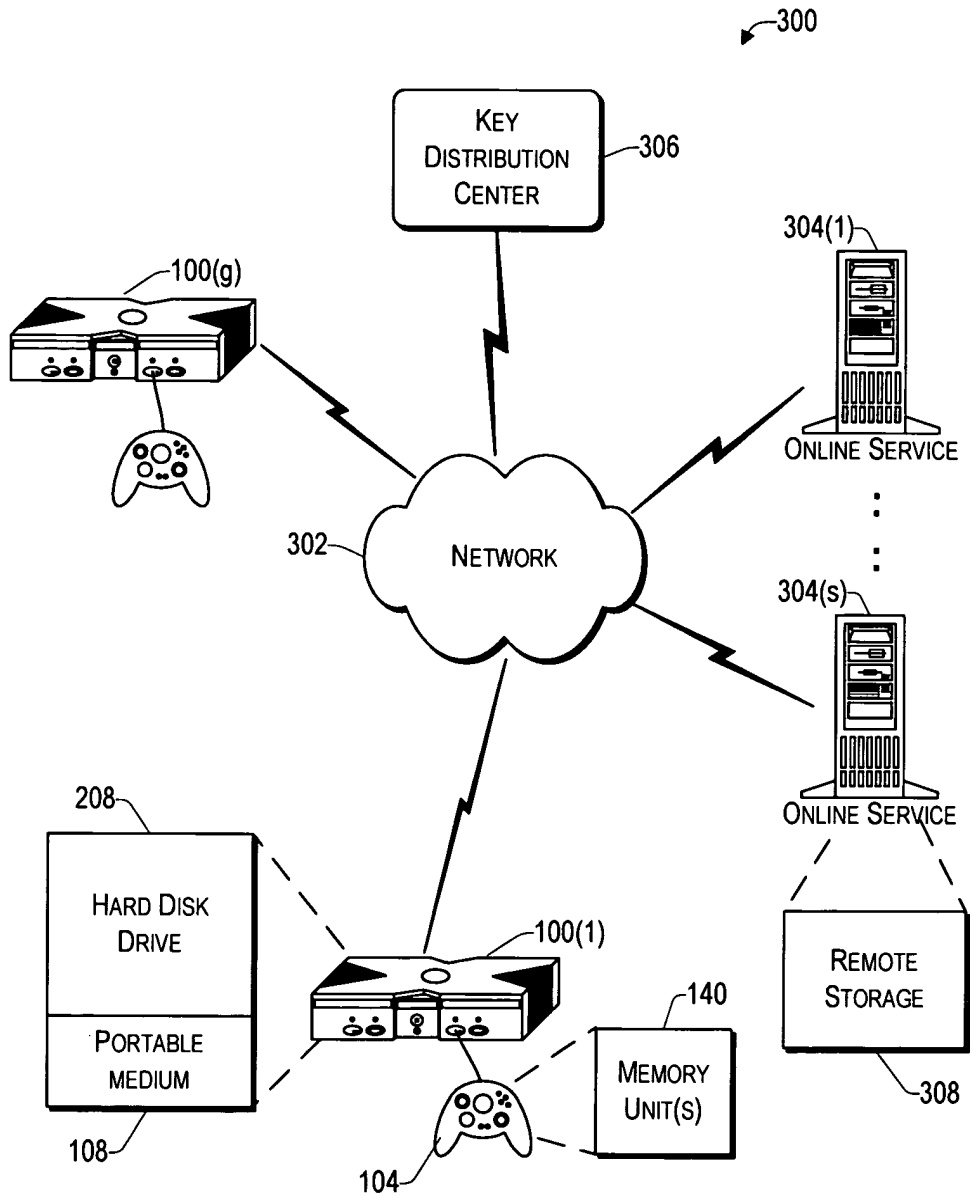 300
KEY
DISTRIBUTION
CENTER
306
304(1)
100(g)
ONLINE SERVICE
302
NETWORK
304(s)
ONLINE SERVICE
208
HARD DISK
DRIVE
PORTABLE
MEDIUM
108
100(1)
140
MEMORY
UNIT(S)
104
REMOTE
STORAGE
308